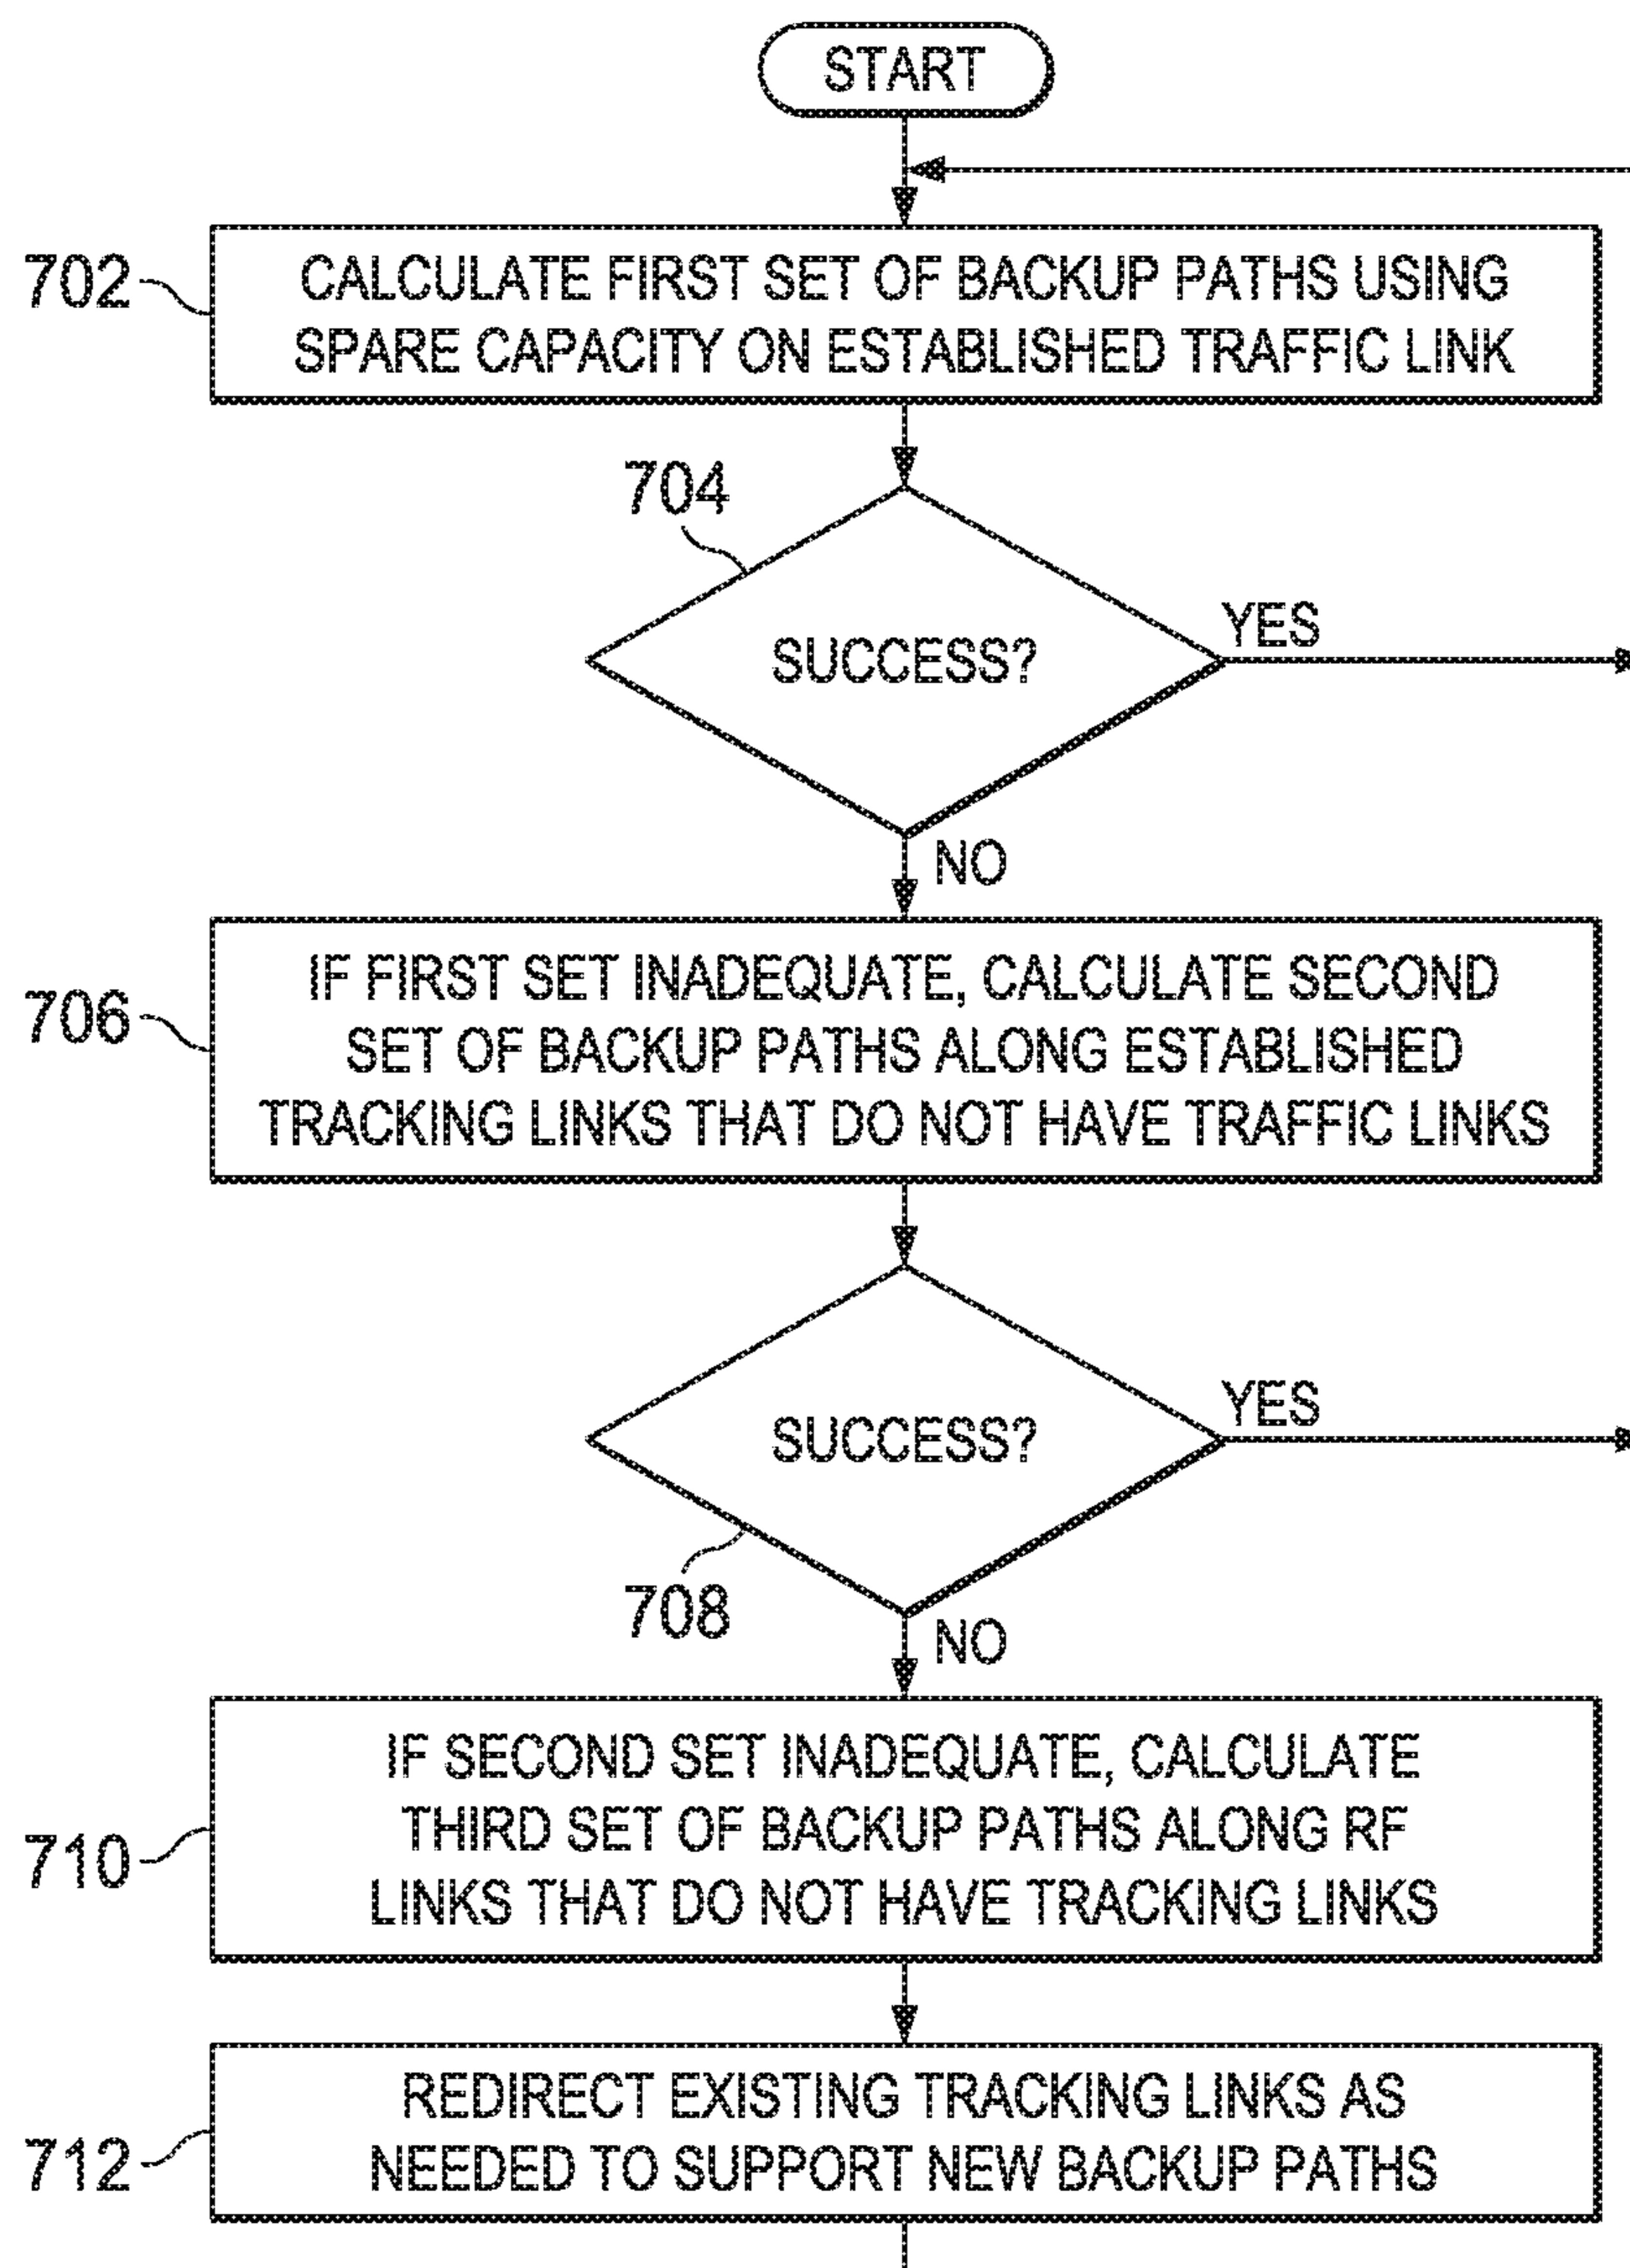 START
702
CALCULATE FIRST SET OF BACKUP PATHS USING
SPARE CAPACITY ON ESTABLISHED TRAFFIC LINK
704
SUCCESS?
YES
NO
706
IF FIRST SET INADEQUATE, CALCULATE SECOND
SET OF BACKUP PATHS ALONG ESTABLISHED
TRACKING LINKS THAT DO NOT HAVE TRAFFIC LINKS
SUCCESS?
YES
708
NO
710
IF SECOND SET INADEQUATE, CALCULATE
THIRD SET OF BACKUP PATHS ALONG RF
LINKS THAT DO NOT HAVE TRACKING LINKS
712
REDIRECT EXISTING TRACKING LINKS AS
NEEDED TO SUPPORT NEW BACKUP PATHS